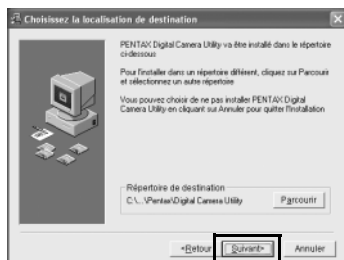 Choisissez la localisation de destination
PENTAX Digital Camera Utility va être installé dans le répertoire
ci-dessous
Pour l'installer dans un répertoire différent, cliquez sur Parcourir
et sélectionnez un autre répertoire
Vous pouvez choisir de ne pas installer PENTAX Digital
Camera Utility en cliquant sur Annuler pour quitter l'Installation
Répertoire de destination
C:\...\Pentax\Digital Camera Utility
Parcourir
<Retour
Suivant>
Annuler